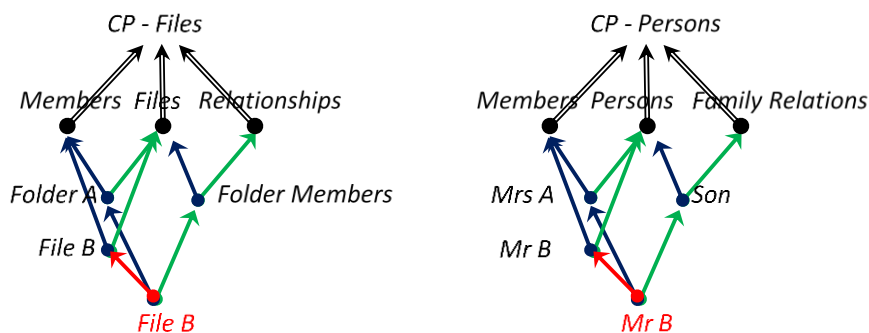 CP - Files
Members Files Relationships
Folder A Folder Members
File B
File B
CP - Persons
Members Persons Family Relations
Mrs A Son
Mr B
Mr B